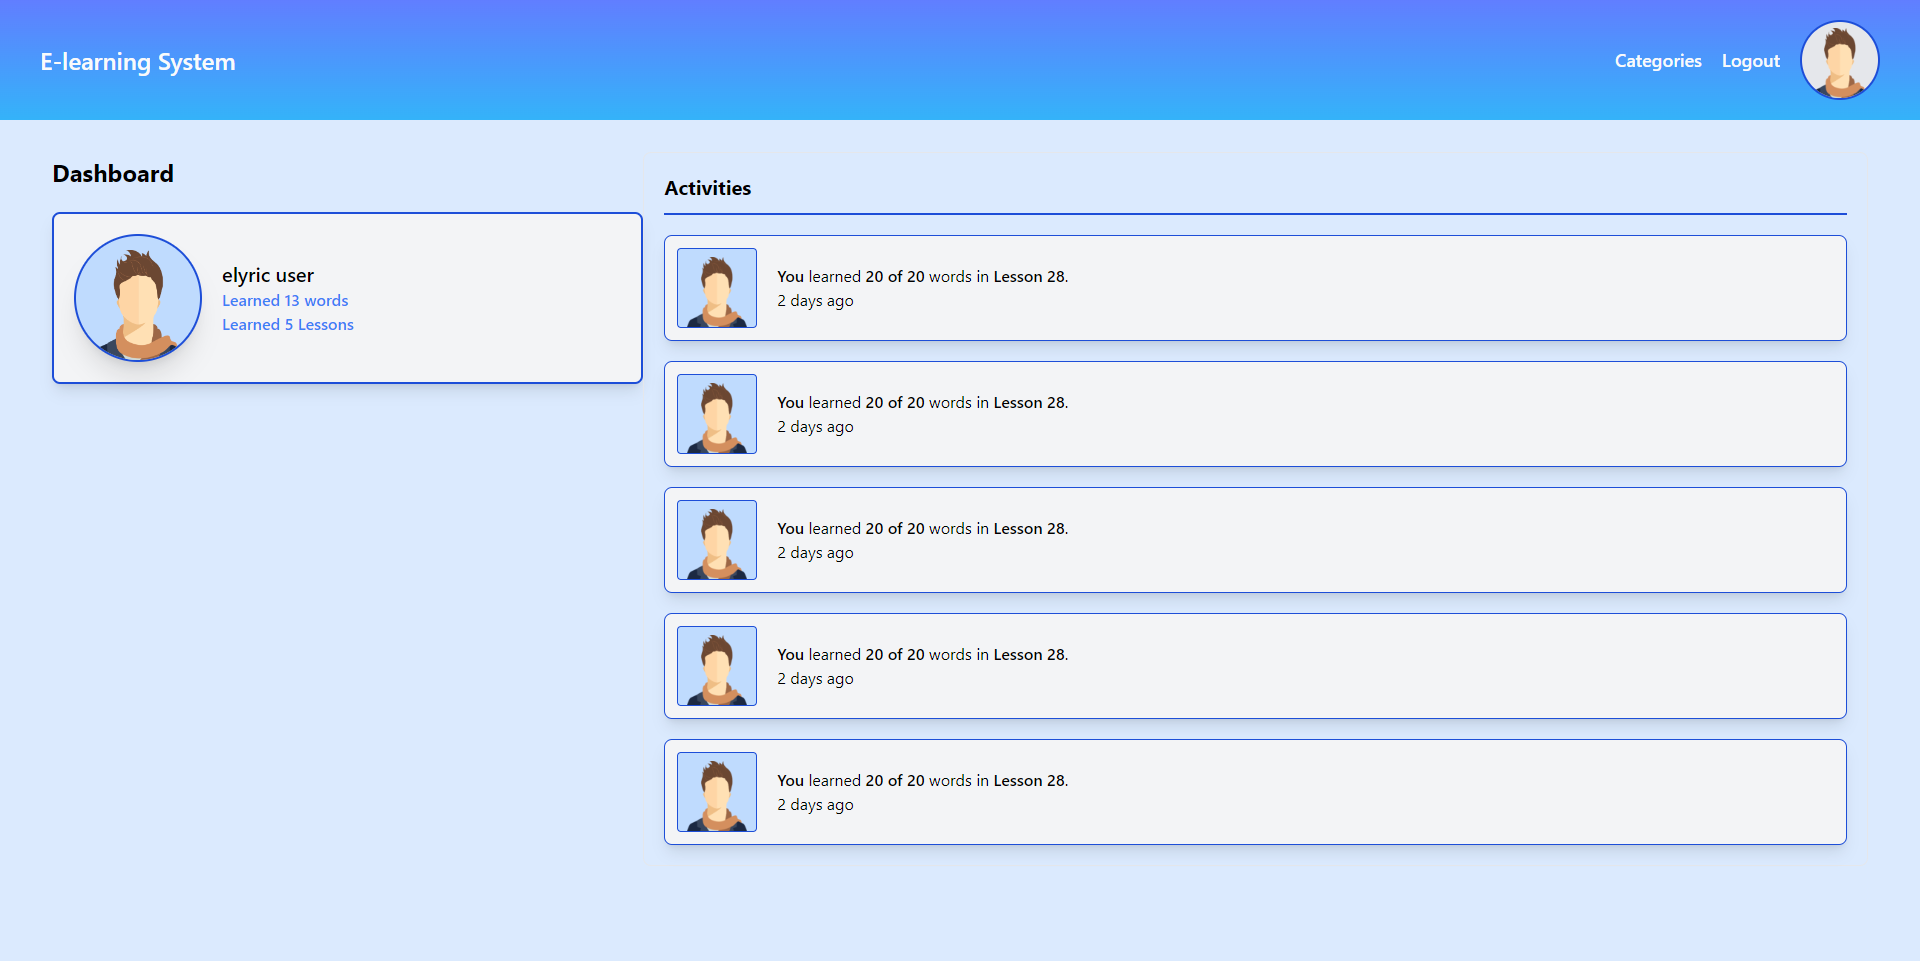 E-learning System
Categories
Logout
Dashboard
elyric user
Learned 13 words
Learned 5 Lessons
Activities
You learned 20 of 20 words in Lesson 28.
2 days ago
You learned 20 of 20 words in Lesson 28.
2 days ago
You learned 20 of 20 words in Lesson 28.
2 days ago
You learned 20 of 20 words in Lesson 28.
2 days ago
You learned 20 of 20 words in Lesson 28.
2 days ago